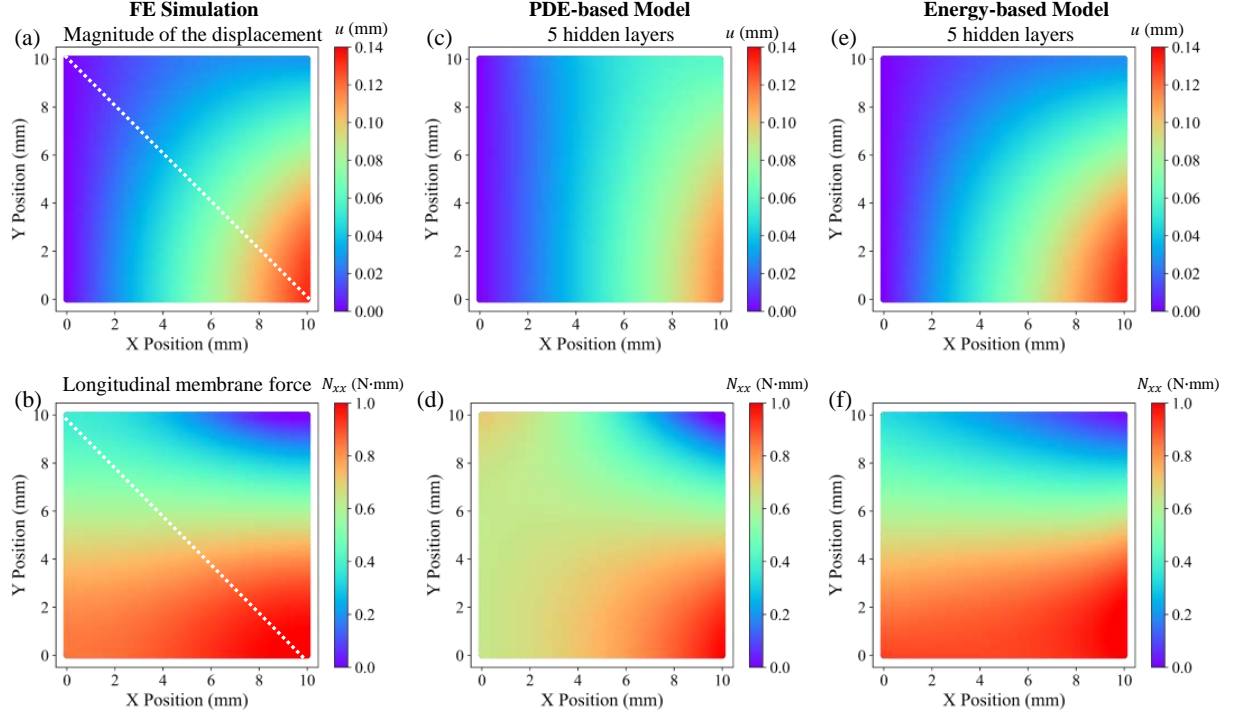 FE Simulation
PDE-based Model
Energy-based Model
(a)
Magnitude of the displacement
u (mm)
(c)
5 hidden layers
u (mm)
(e)
5 hidden layers
u (mm)
10
8
6
4
2
0
Y Position (mm)
0 2 4 6 8 10
X Position (mm)
0.14
0.12
0.10
0.08
0.06
0.04
0.02
0.00
10
8
6
4
2
0
Y Position (mm)
0 2 4 6 8 10
X Position (mm)
0.14
0.12
0.10
0.08
0.06
0.04
0.02
0.00
10
8
6
4
2
0
Y Position (mm)
0 2 4 6 8 10
X Position (mm)
0.14
0.12
0.10
0.08
0.06
0.04
0.02
0.00
(b)
Longitudinal membrane force
Nxx (N·mm)
(d)
Nxx (N·mm)
(f)
Nxx (N·mm)
10
8
6
4
2
0
Y Position (mm)
0 2 4 6 8 10
X Position (mm)
1.0
0.8
0.6
0.4
0.2
0.0
10
8
6
4
2
0
Y Position (mm)
0 2 4 6 8 10
X Position (mm)
1.0
0.8
0.6
0.4
0.2
0.0
10
8
6
4
2
0
Y Position (mm)
0 2 4 6 8 10
X Position (mm)
1.0
0.8
0.6
0.4
0.2
0.0